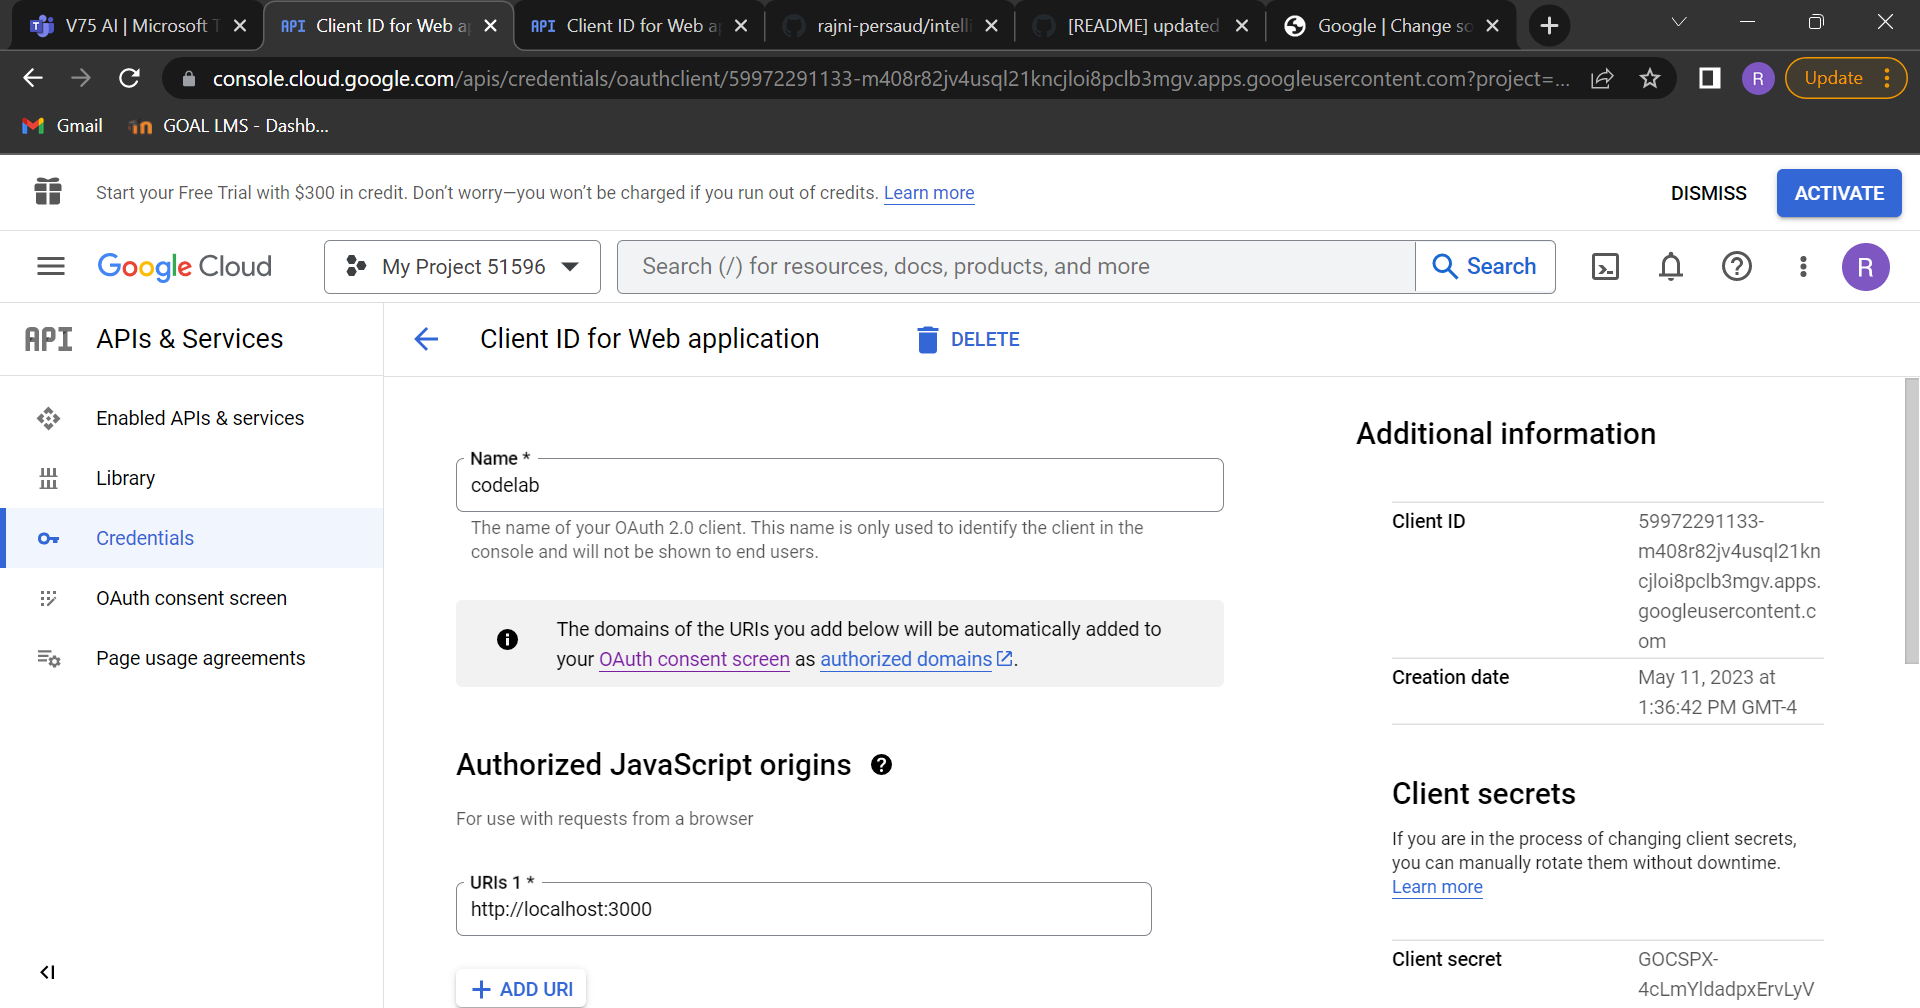 V75 AI | Microsoft T
API Client ID for Web ap
API Client ID for Web ap
rajni-persaud/intelli
[README] updated
Google | Change so
console.cloud.google.com/apis/credentials/oauthclient/59972291133-m408r82jv4usql21kncjloi8pclb3mgv.apps.googleusercontent.com?project=...
R
Update
Gmail
GOAL LMS - Dashb...
Start your Free Trial with $300 in credit. Don’t worry—you won’t be charged if you run out of credits. Learn more
DISMISS
ACTIVATE
Google Cloud
My Project 51596
Search (/) for resources, docs, products, and more
Search
R
API APIs & Services
Enabled APIs & services
Library
Credentials
OAuth consent screen
Page usage agreements
Client ID for Web application
DELETE
Name *
codelab
The name of your OAuth 2.0 client. This name is only used to identify the client in the
console and will not be shown to end users.
The domains of the URIs you add below will be automatically added to
your OAuth consent screen as authorized domains.
Authorized JavaScript origins
For use with requests from a browser
URIs 1 *
http://localhost:3000
ADD URI
Additional information
Client ID
59972291133-
m408r82jv4usql21kn
cjloi8pclb3mgv.apps.
googleusercontent.c
om
Creation date
May 11, 2023 at
1:36:42 PM GMT-4
Client secrets
If you are in the process of changing client secrets,
you can manually rotate them without downtime.
Learn more
Client secret
GOCSPX-
4cLmYldadpxErvLyV